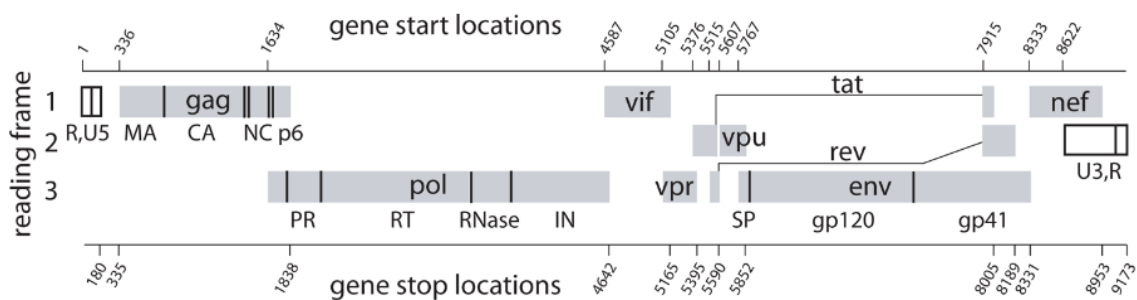 gene start locations
1 336 1634 4587 5105 5376 5515 5607 5767 7915 8333 8622
reading frame
1 gag vif tat nef
R,U5 MA CA NC p6
2 vpu rev
U3,R
3 pol vpr env
PR RT RNase IN SP gp120 gp41
180 335 1838 4642 5165 5395 5590 5852 8005 8189 8331 8953 9173
gene stop locations